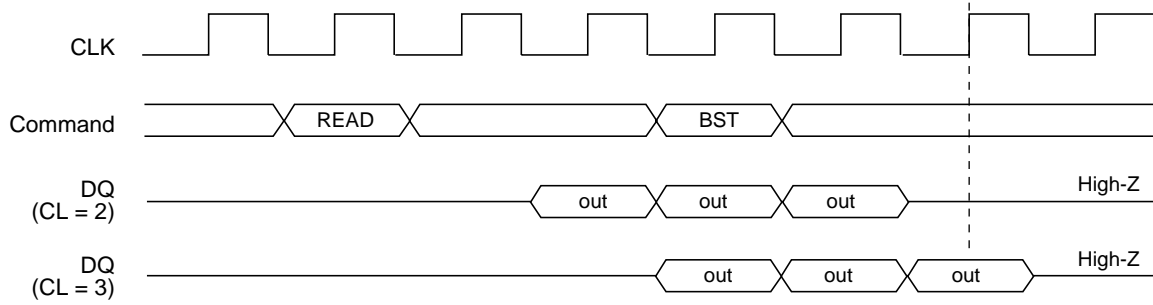 CLK
Command
READ
BST
DQ
(CL = 2)
out
out
out
High-Z
DQ
(CL = 3)
out
out
out
High-Z